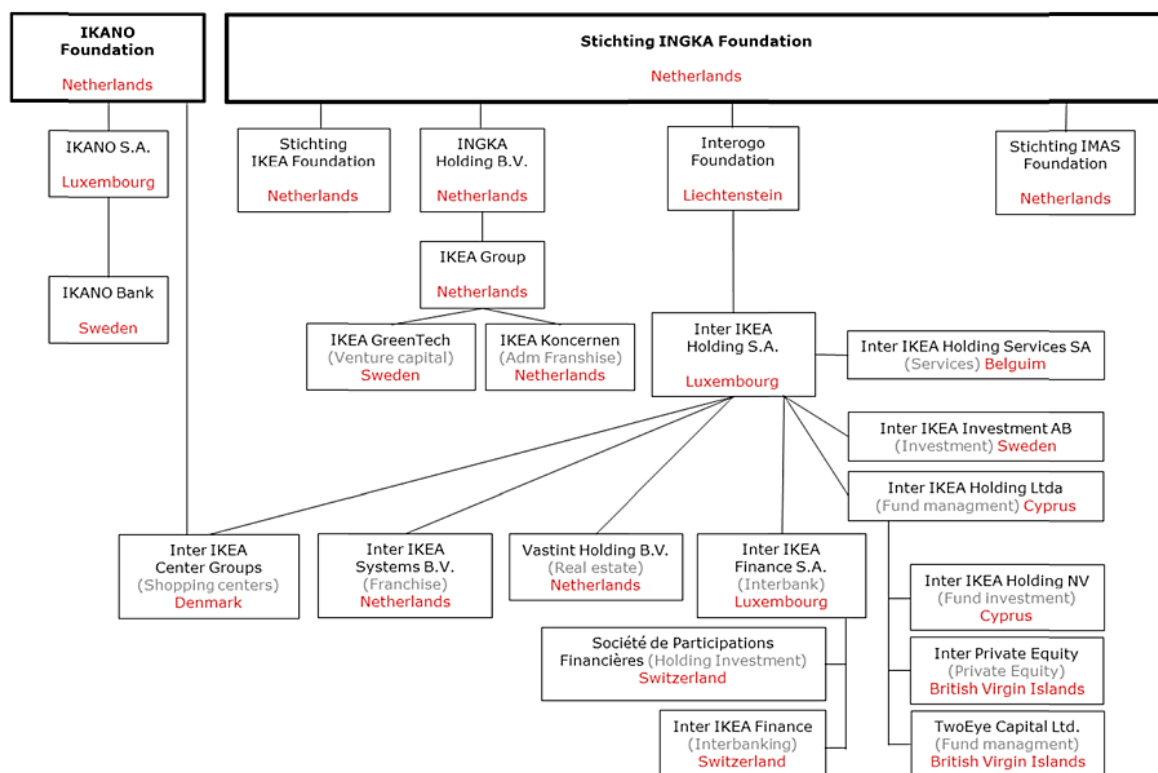 IKANO
Foundation
Netherlands
Stichting INGKA Foundation
Netherlands
IKANO S.A.
Luxembourg
Stichting
IKEA Foundation
Netherlands
INGKA
Holding B.V.
Netherlands
Interogo
Foundation
Liechtenstein
Stichting IMAS
Foundation
Netherlands
IKANO Bank
Sweden
IKEA Group
Netherlands
IKEA GreenTech
(Venture capital)
Sweden
IKEA Koncernen
(Adm Franshise)
Netherlands
Inter IKEA
Holding S.A.
Luxembourg
Inter IKEA Holding Services SA
(Services) Belguim
Inter IKEA Investment AB
(Investment) Sweden
Inter IKEA Holding Ltda
(Fund managment) Cyprus
Inter IKEA
Center Groups
(Shopping centers)
Denmark
Inter IKEA
Systems B.V.
(Franchise)
Netherlands
Vastint Holding B.V.
(Real estate)
Netherlands
Inter IKEA
Finance S.A.
(Interbank)
Luxembourg
Inter IKEA Holding NV
(Fund investment)
Cyprus
Société de Participations
Financières (Holding Investment)
Switzerland
Inter Private Equity
(Private Equity)
British Virgin Islands
Inter IKEA Finance
(Interbanking)
Switzerland
TwoEye Capital Ltd.
(Fund managment)
British Virgin Islands